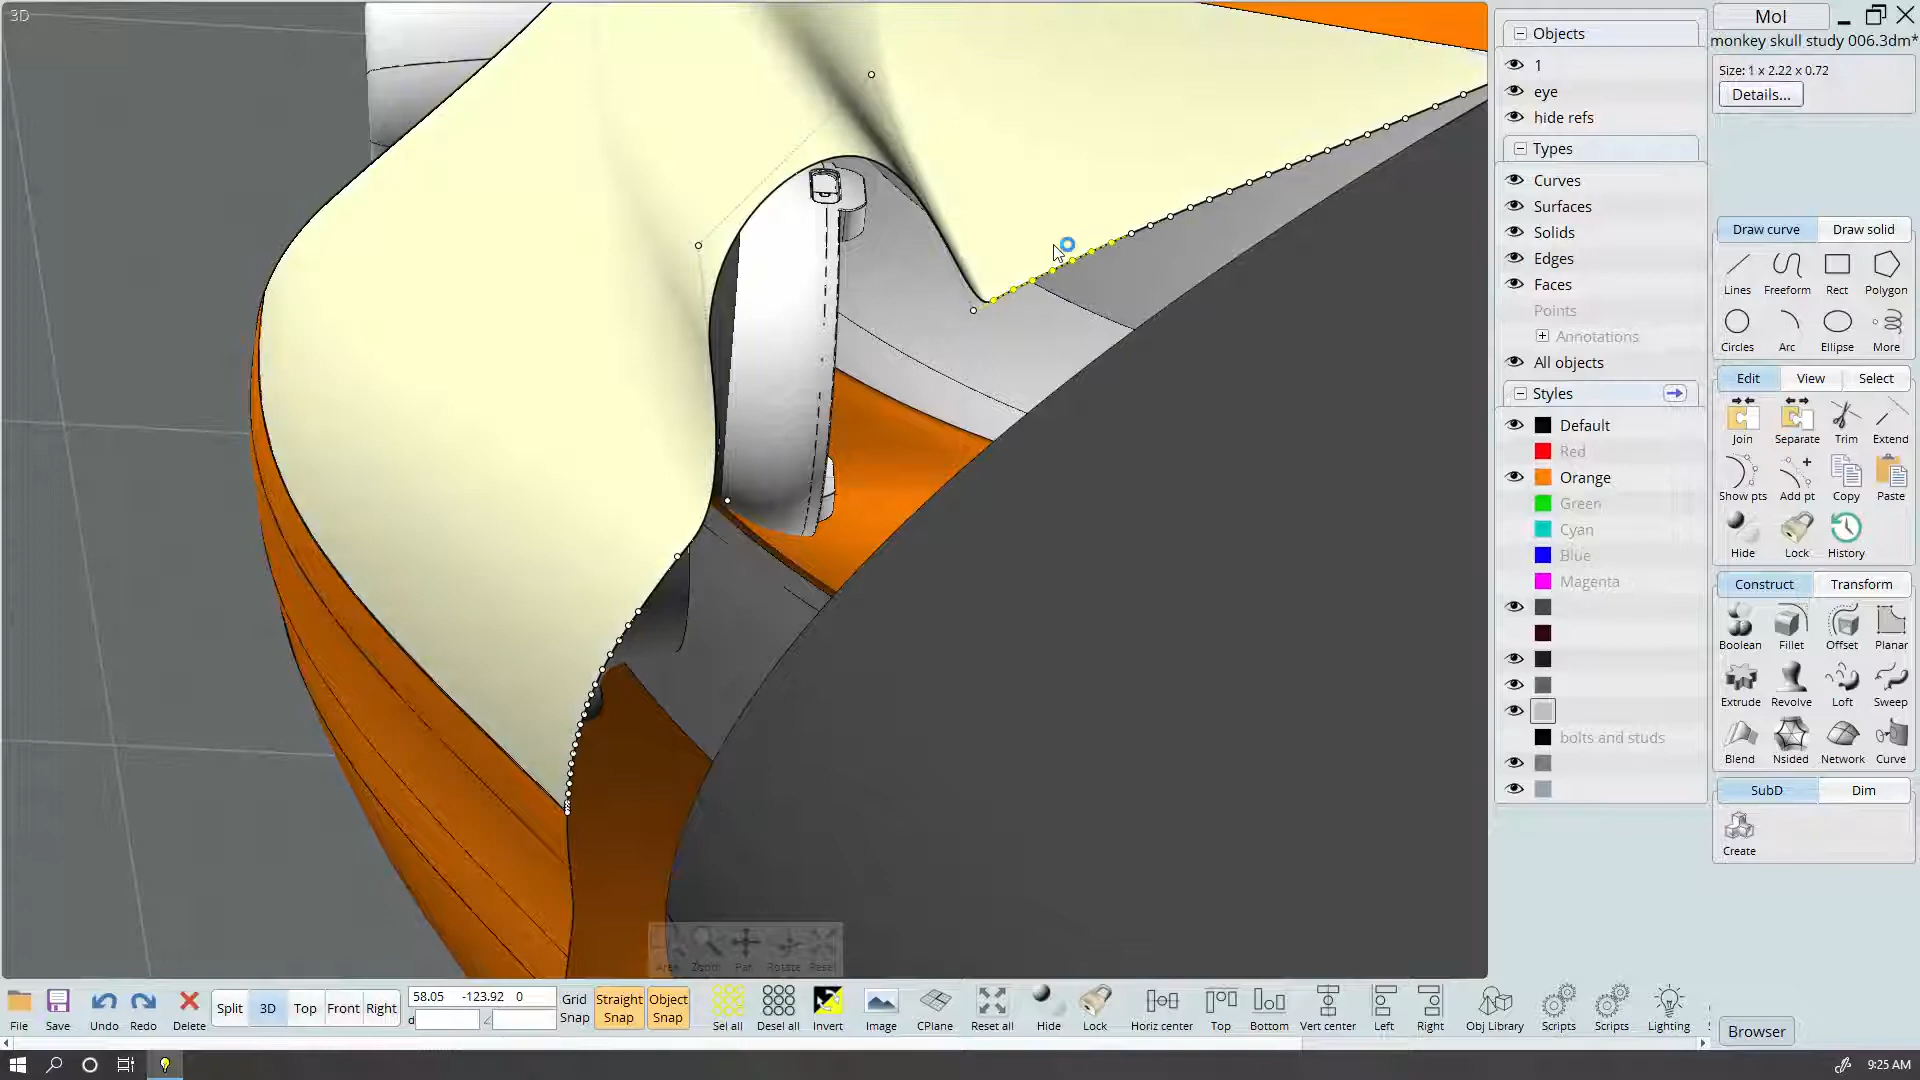 3D
MoI
monkey skull study 006.3dm*
Size: 1 x 2.22 x 0.72
Details...
Objects
1
eye
hide refs
Types
Curves
Surfaces
Solids
Edges
Faces
Points
Annotations
All objects
Styles
Default
Red
Orange
Green
Cyan
Blue
Magenta
bolts and studs
Draw curve Draw solid
Lines Freeform Rect Polygon
Circles Arc Ellipse More
Edit View Select
Join Separate Trim Extend
Show pts Add pt Copy Paste
Hide Lock History
Construct Transform
Boolean Fillet Offset Planar
Extrude Revolve Loft Sweep
Blend Nsided Network Curve
SubD Dim
Create
Area Zoom Pan Rotate Reset
File Save Undo Redo Delete
Split 3D Top Front Right
58.05 -123.92 0
d
Grid Snap
Straight Snap
Object Snap
Sel all Desel all Invert Image CPlane Reset all Hide Lock Horiz center Top Bottom Vert center Left Right Obj Library Scripts Scripts Lighting
Browser
9:25 AM